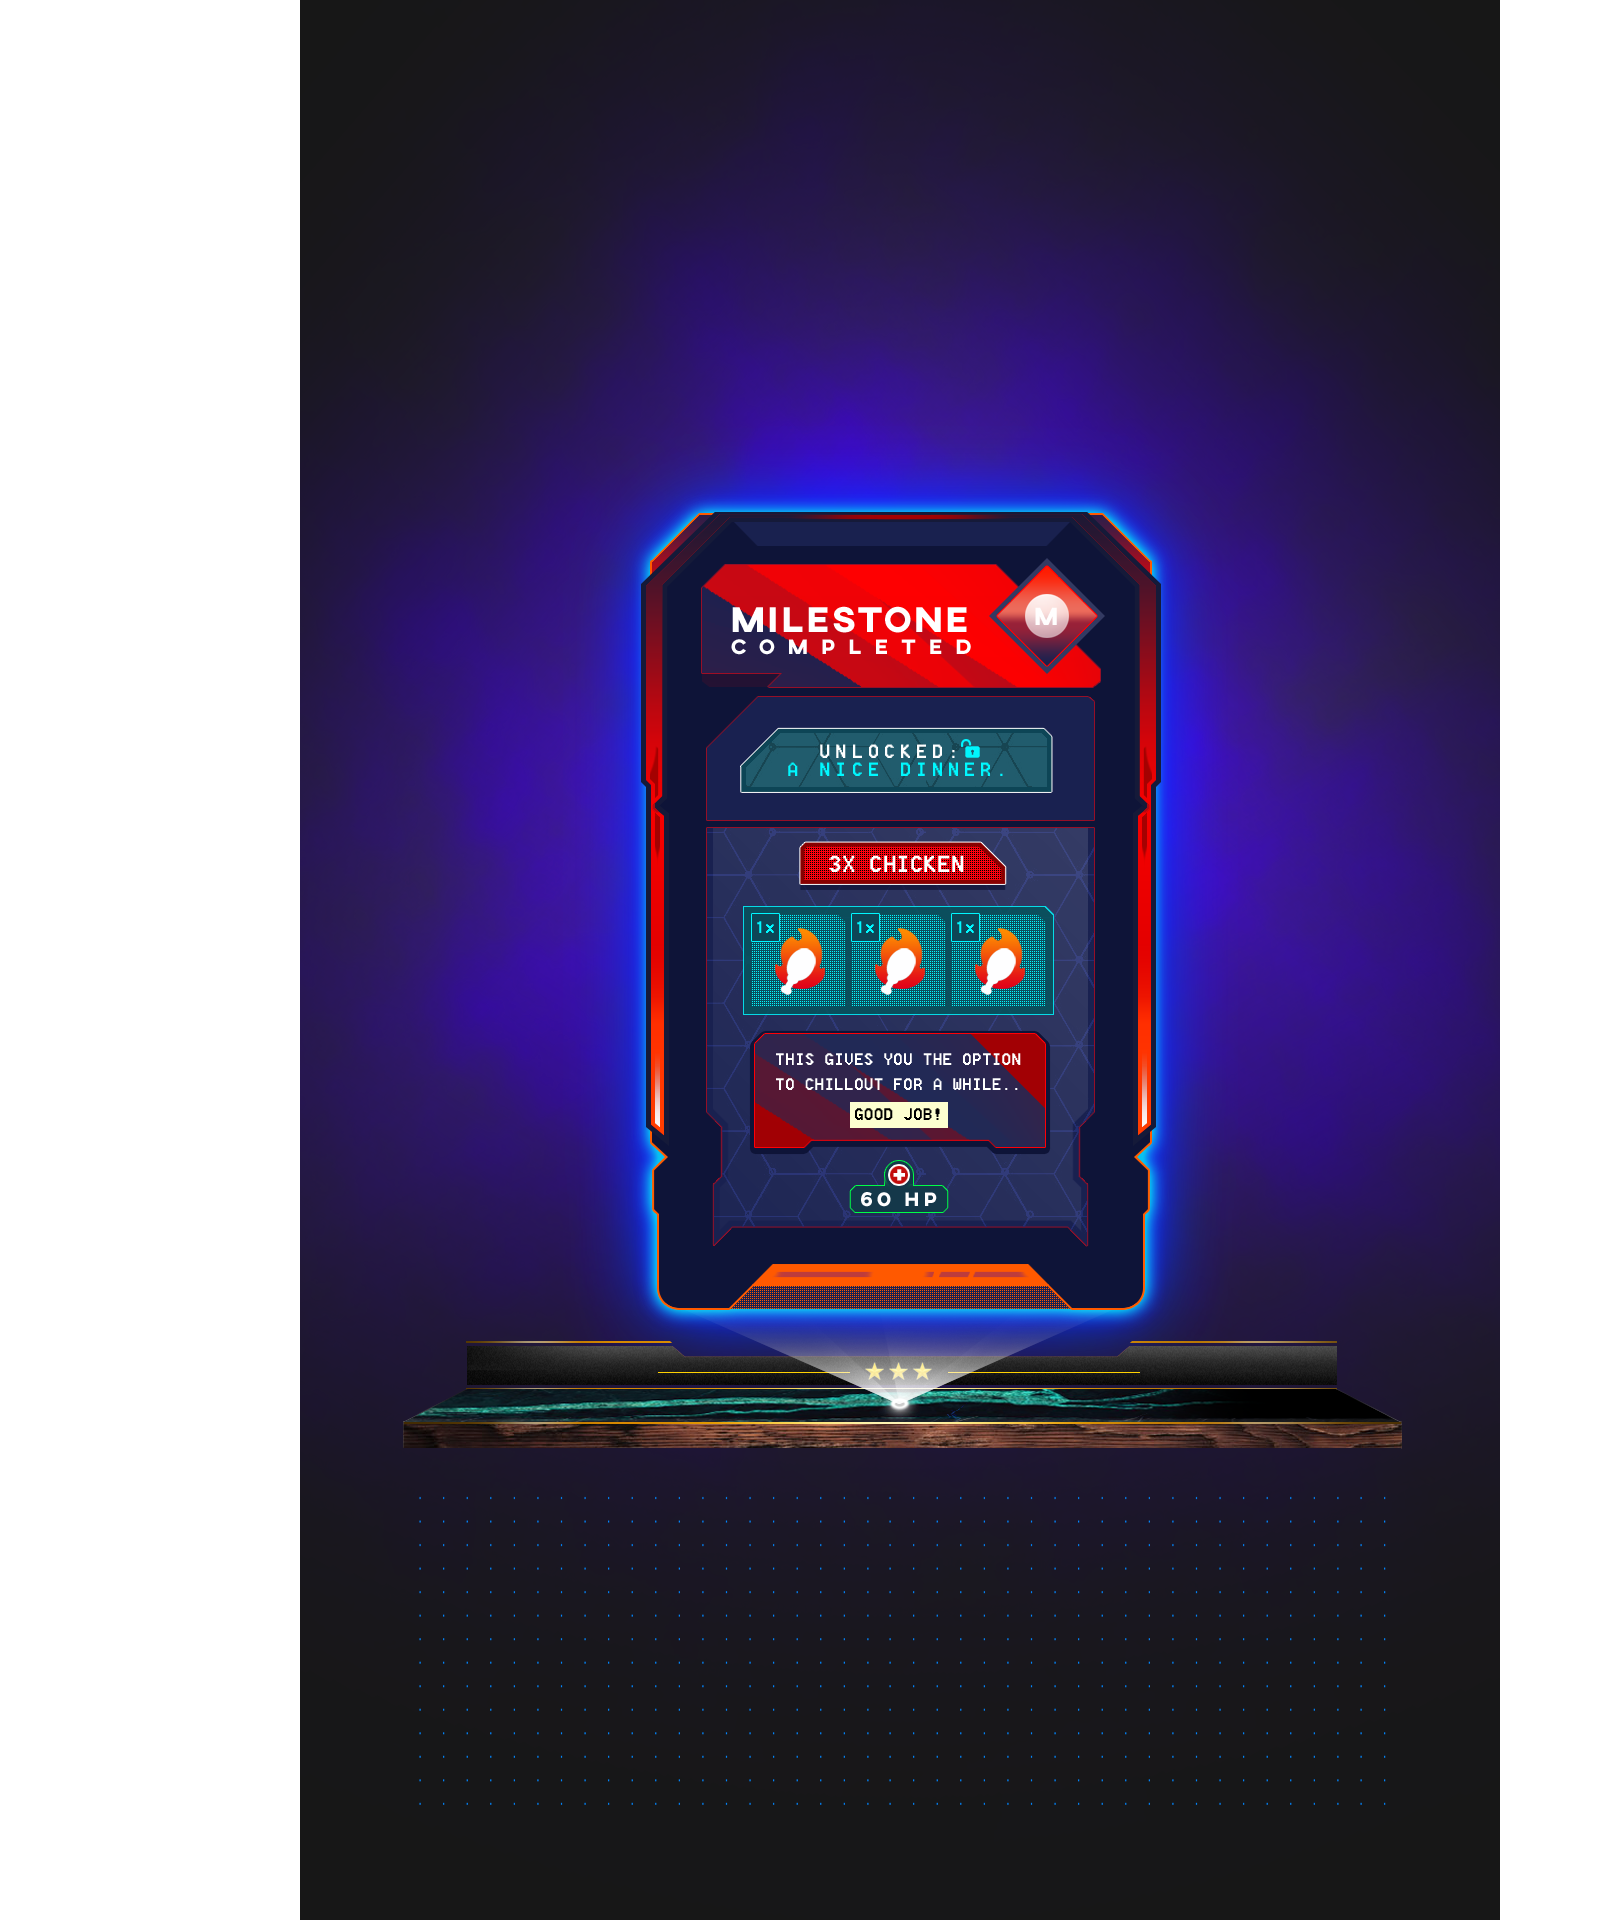 MILESTONE
COMPLETED
M
UNLOCKED:
A NICE DINNER.
3X CHICKEN
1x 1x 1x
THIS GIVES YOU THE OPTION
TO CHILLOUT FOR A WHILE..
GOOD JOB!
60 HP